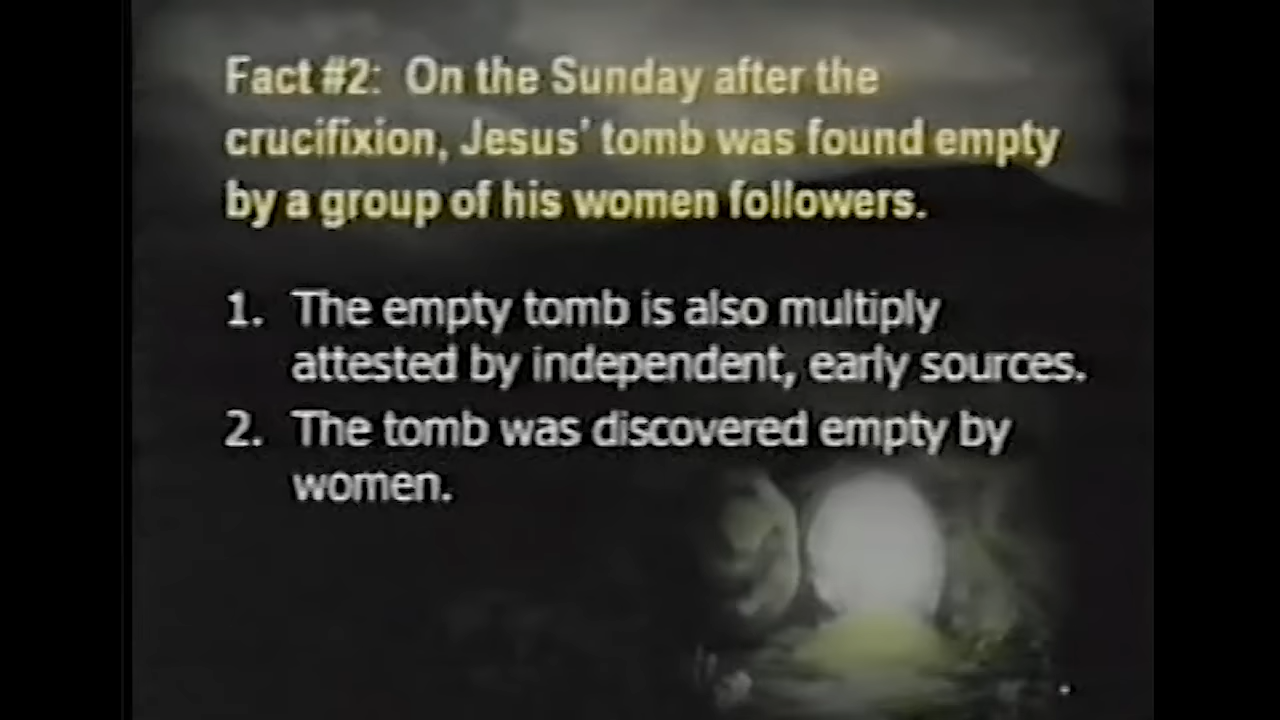 Fact #2: On the Sunday after the
crucifixion, Jesus’ tomb was found empty
by a group of his women followers.
1. The empty tomb is also multiply
attested by independent, early sources.
2. The tomb was discovered empty by
women.